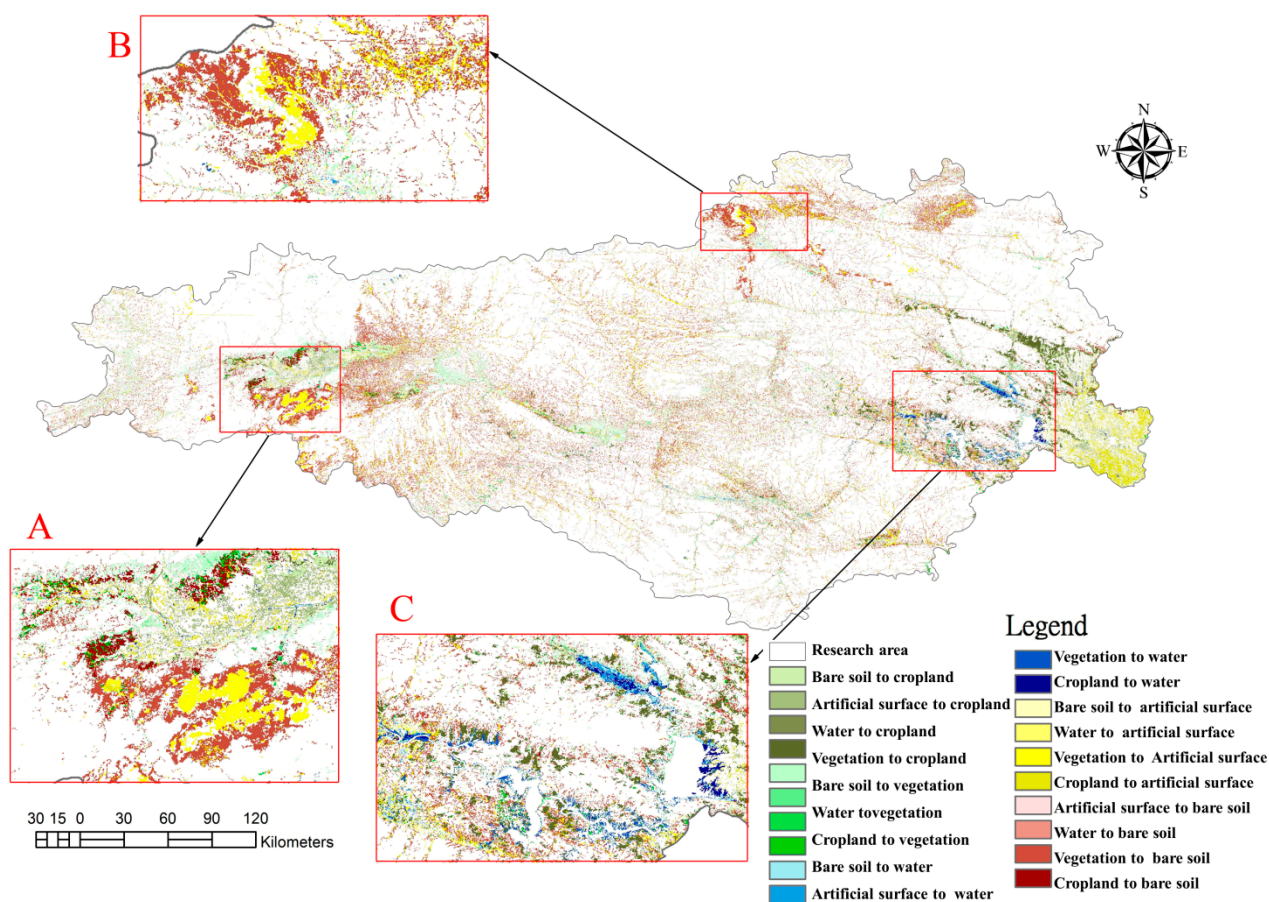 B
N
W
E
S
A
C
30 15 0 30 60 90 120
Kilometers
Research area
Bare soil to cropland
Artificial surface to cropland
Water to cropland
Vegetation to cropland
Bare soil to vegetation
Water tovegetation
Cropland to vegetation
Bare soil to water
Artificial surface to water
Legend
Vegetation to water
Cropland to water
Bare soil to artificial surface
Water to artificial surface
Vegetation to Artificial surface
Cropland to artificial surface
Artificial surface to bare soil
Water to bare soil
Vegetation to bare soil
Cropland to bare soil